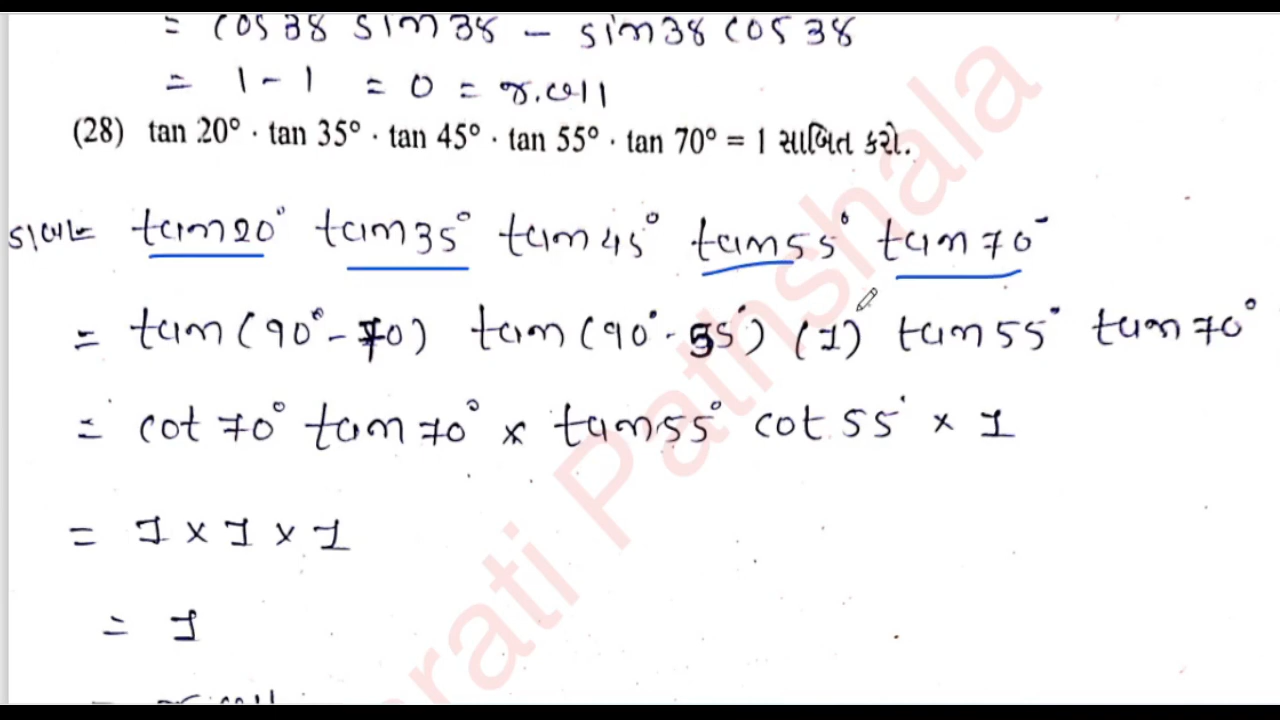 = cos 38 sin 38 - sin 38 cos 38
= 1 - 1 = 0 = જ.બા
(28) tan 20° · tan 35° · tan 45° · tan 55° · tan 70° = 1 સાબિત કરો.
ડાબા = tan 20° tan 35° tan 45° tan 55° tan 70°
= tan (90° - 70) tan (90° - 55°) (1) tan 55° tan 70°
= cot 70° tan 70° × tan 55° cot 55° × 1
= 1 × 1 × 1
= 1
rati Pathshala